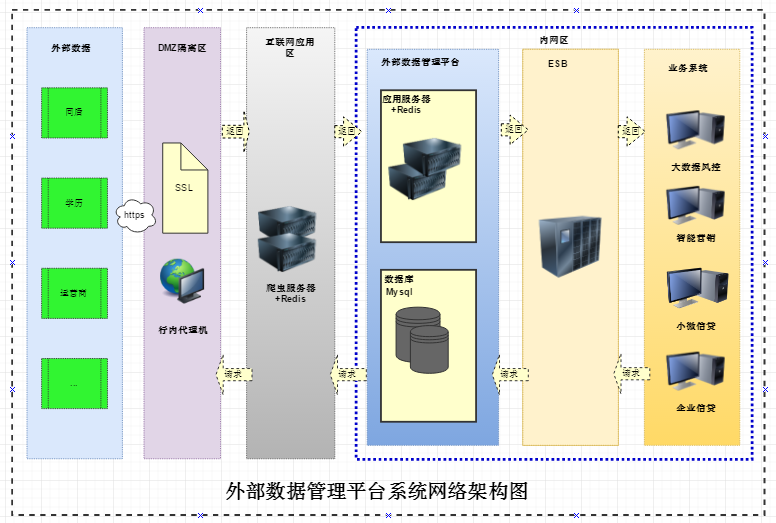 外部数据
同盾
学历
运营商
...
https
DMZ隔离区
SSL
行内代理机
互联网应用
区
爬虫服务器
+Redis
内网区
外部数据管理平台
应用服务器
+Redis
数据库
Mysql
ESB
业务系统
大数据风控
智能营销
小微信贷
企业信贷
返回
返回
返回
返回
请求
请求
请求
请求
外部数据管理平台系统网络架构图